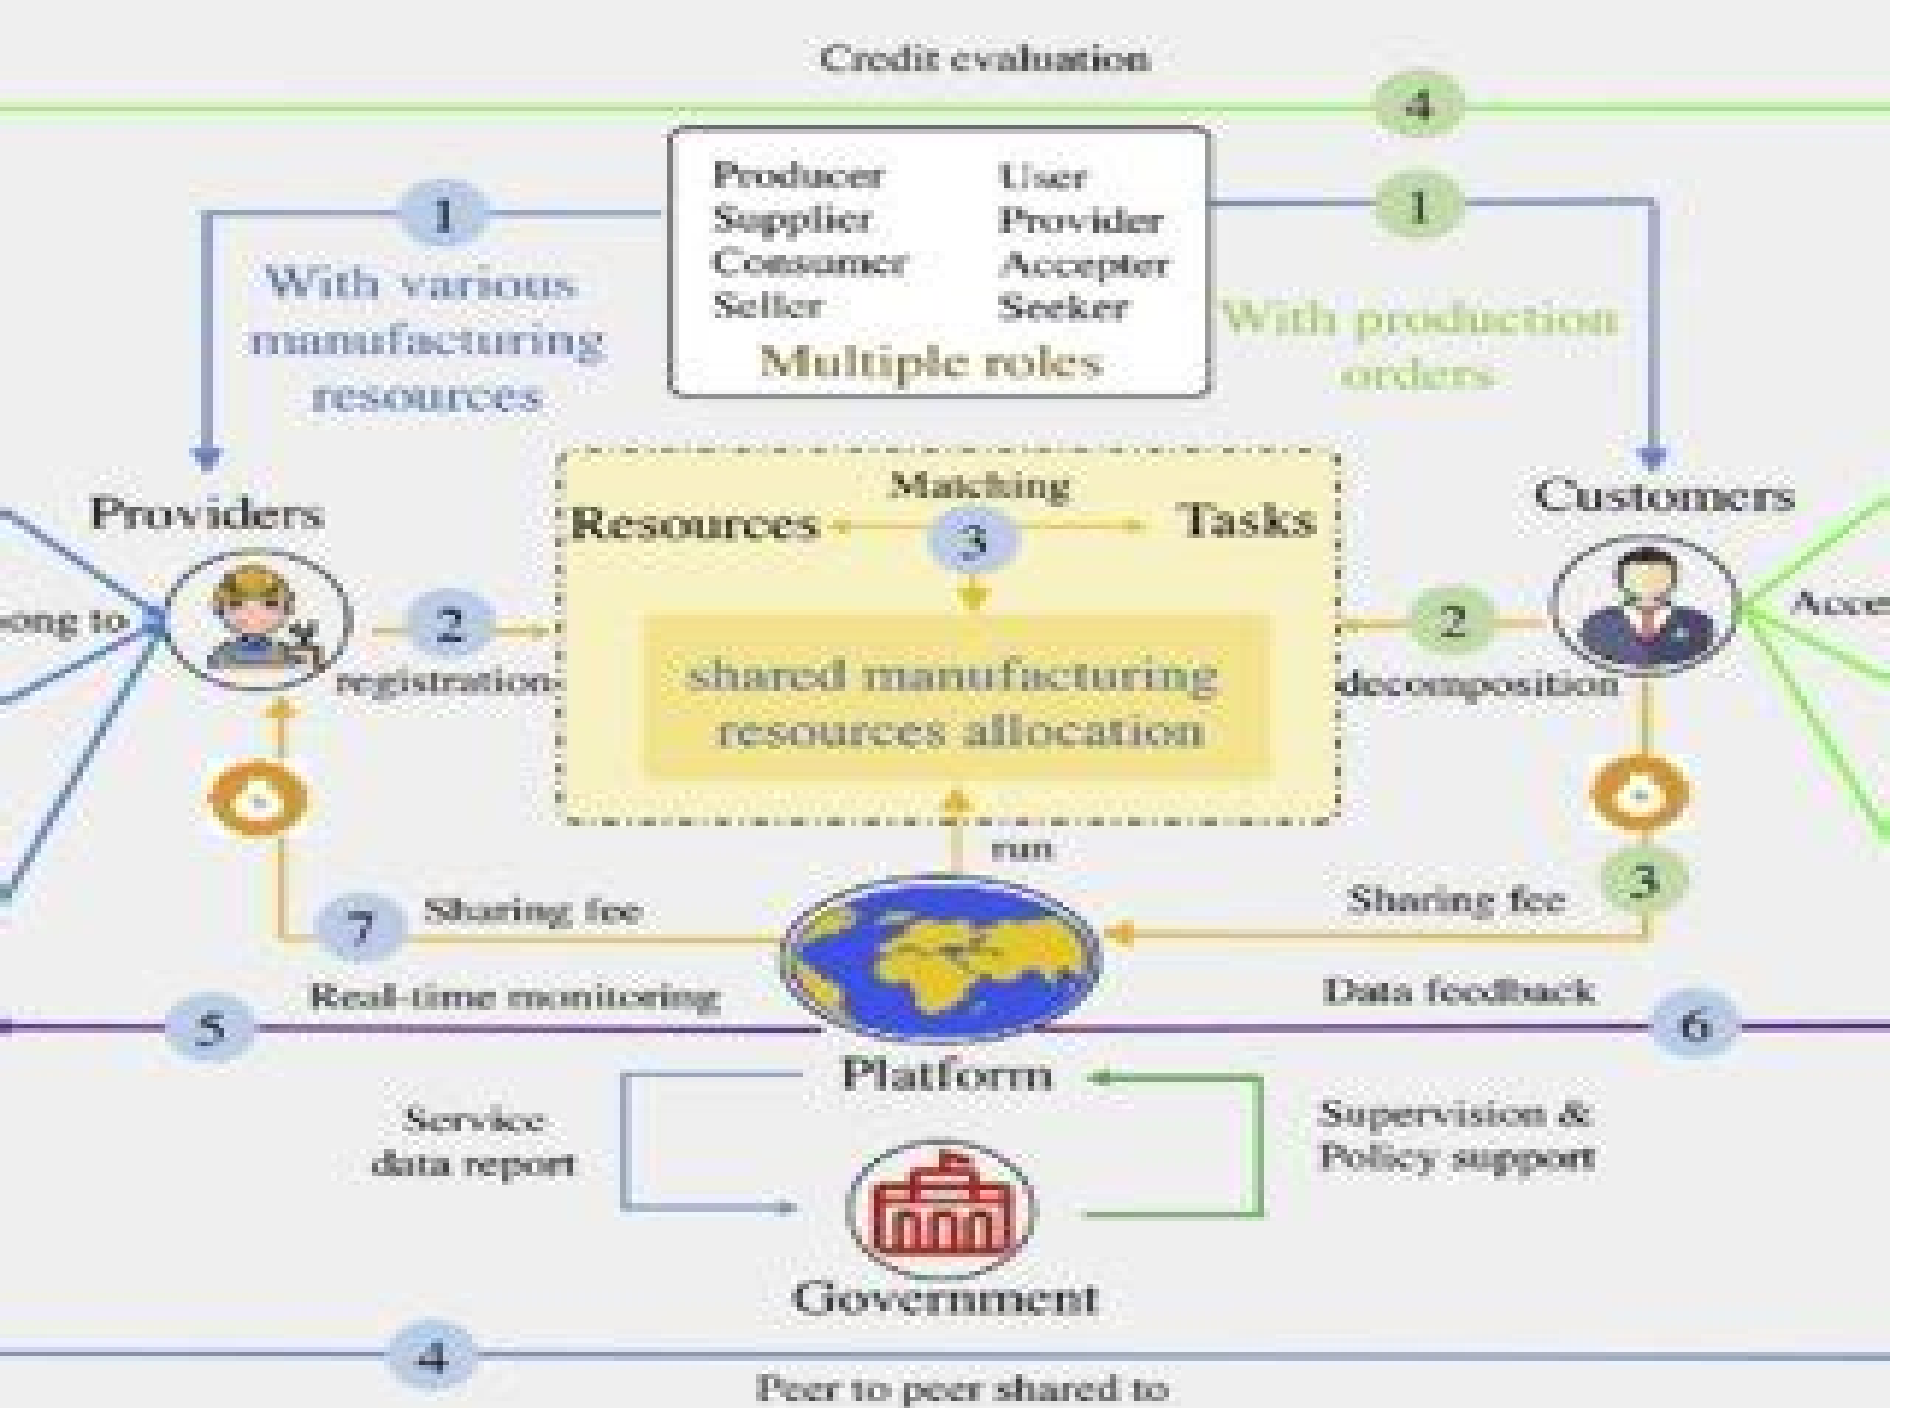 Credit evaluation
4
Producer User
Supplier Provider
Consumer Accepter
Seller Seeker
Multiple roles
1
1
With various
manufacturing
resources
With production
orders
Providers
Customers
Matching
Resources
3
Tasks
ong to
2
registration
shared manufacturing
resources allocation
2
decomposition
Acce
run
7
Sharing fee
Sharing fee
3
Real-time monitoring
5
Data feedback
6
Platform
Service
data report
Supervision &
Policy support
Government
4
Peer to peer shared to